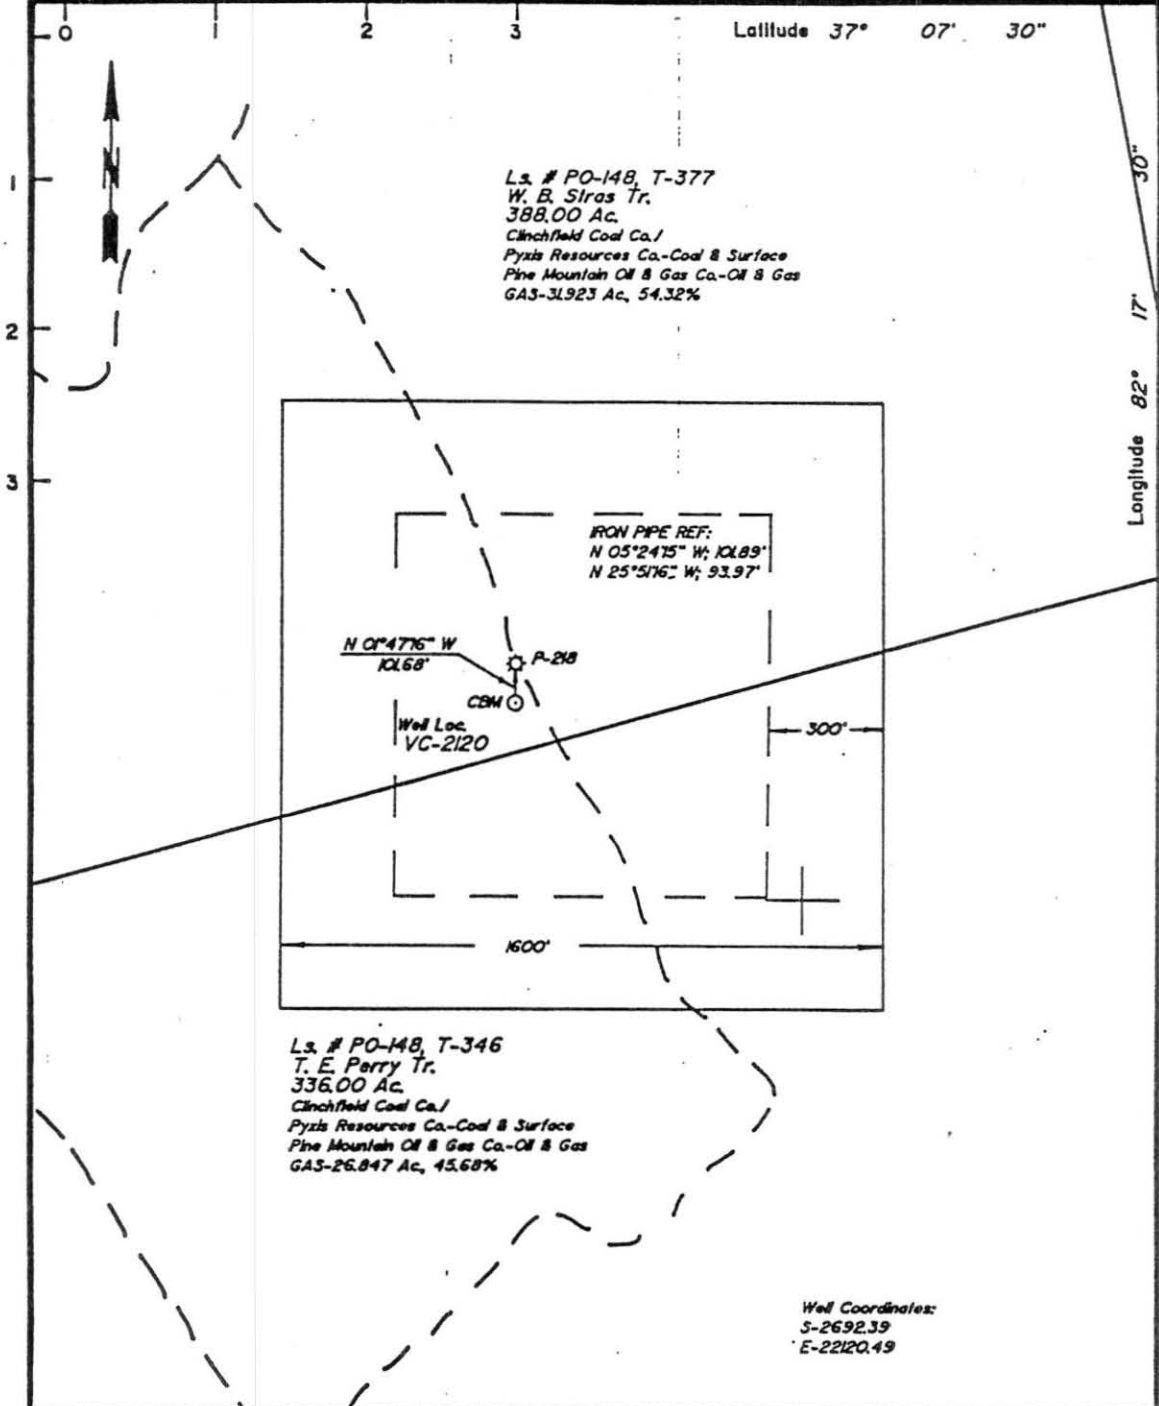 0 1 2 3 Latitude 37° 07' 30"
1
2
3
N
Longitude 82° 17' 30"
Ls. # PO-148, T-377
W. B. Stras Tr.
388.00 Ac.
Clinchfield Coal Co./
Pyxis Resources Co.-Coal & Surface
Pine Mountain Oil & Gas Co.-Oil & Gas
GAS-31.923 Ac., 54.32%
IRON PIPE REF:
N 05°24'15" W; 101.89'
N 25°51'16" W; 93.97'
N 01°47'16" W
101.68'
P-218
CBM
Well Loc.
VC-2120
300'
1600'
Ls. # PO-148, T-346
T. E. Perry Tr.
336.00 Ac.
Clinchfield Coal Co./
Pyxis Resources Co.-Coal & Surface
Pine Mountain Oil & Gas Co.-Oil & Gas
GAS-26.847 Ac., 45.68%
Well Coordinates:
S-2692.39
E-22120.49